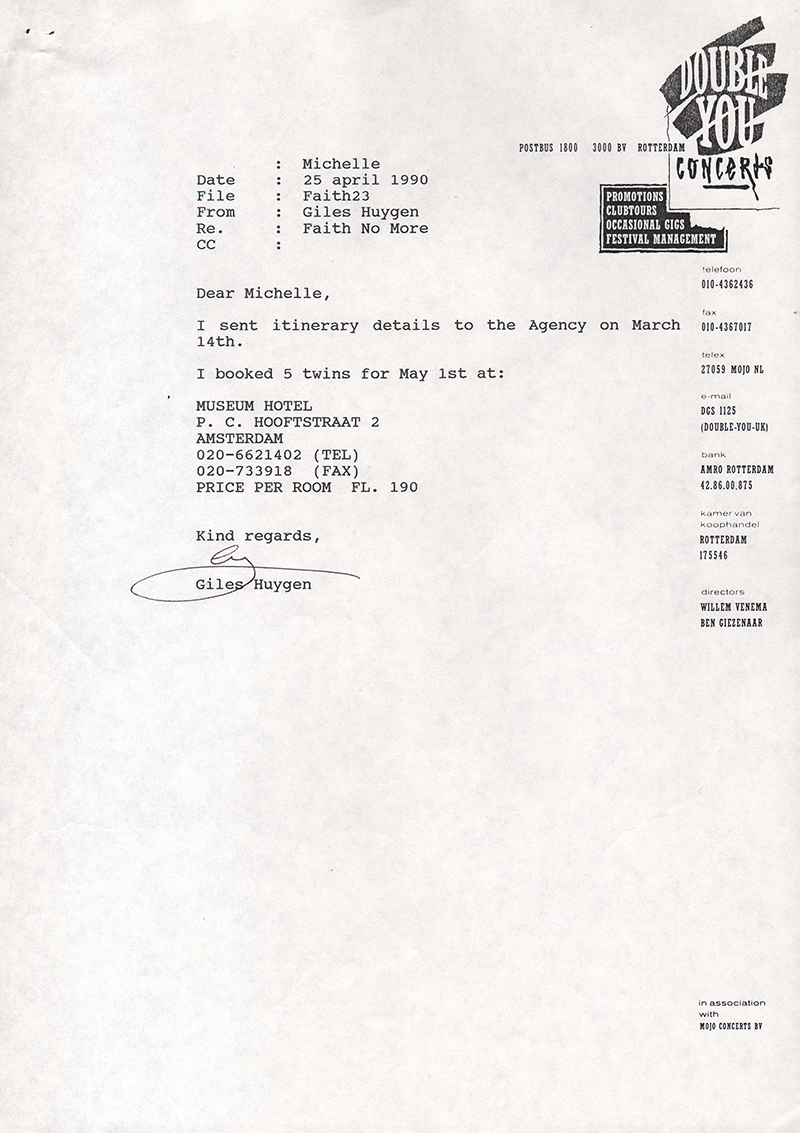 DOUBLE
YOU
CONCERTS
POSTBUS 1800 3000 BV ROTTERDAM
PROMOTIONS
CLUBTOURS
OCCASIONAL GIGS
FESTIVAL MANAGEMENT
: Michelle
Date : 25 april 1990
File : Faith23
From : Giles Huygen
Re. : Faith No More
CC :
Dear Michelle,
I sent itinerary details to the Agency on March
14th.
I booked 5 twins for May 1st at:
MUSEUM HOTEL
P. C. HOOFTSTRAAT 2
AMSTERDAM
020-6621402 (TEL)
020-733918 (FAX)
PRICE PER ROOM FL. 190
Kind regards,
Giles Huygen
telefoon
010-4362436
fax
010-4367017
telex
27059 MOJO NL
e-mail
DGS 1125
(DOUBLE-YOU-UK)
bank
AMRO ROTTERDAM
42.86.00.875
kamer van
koophandel
ROTTERDAM
175546
directors
WILLEM VENEMA
BEN GIEZENAAR
in association
with
MOJO CONCERTS BV